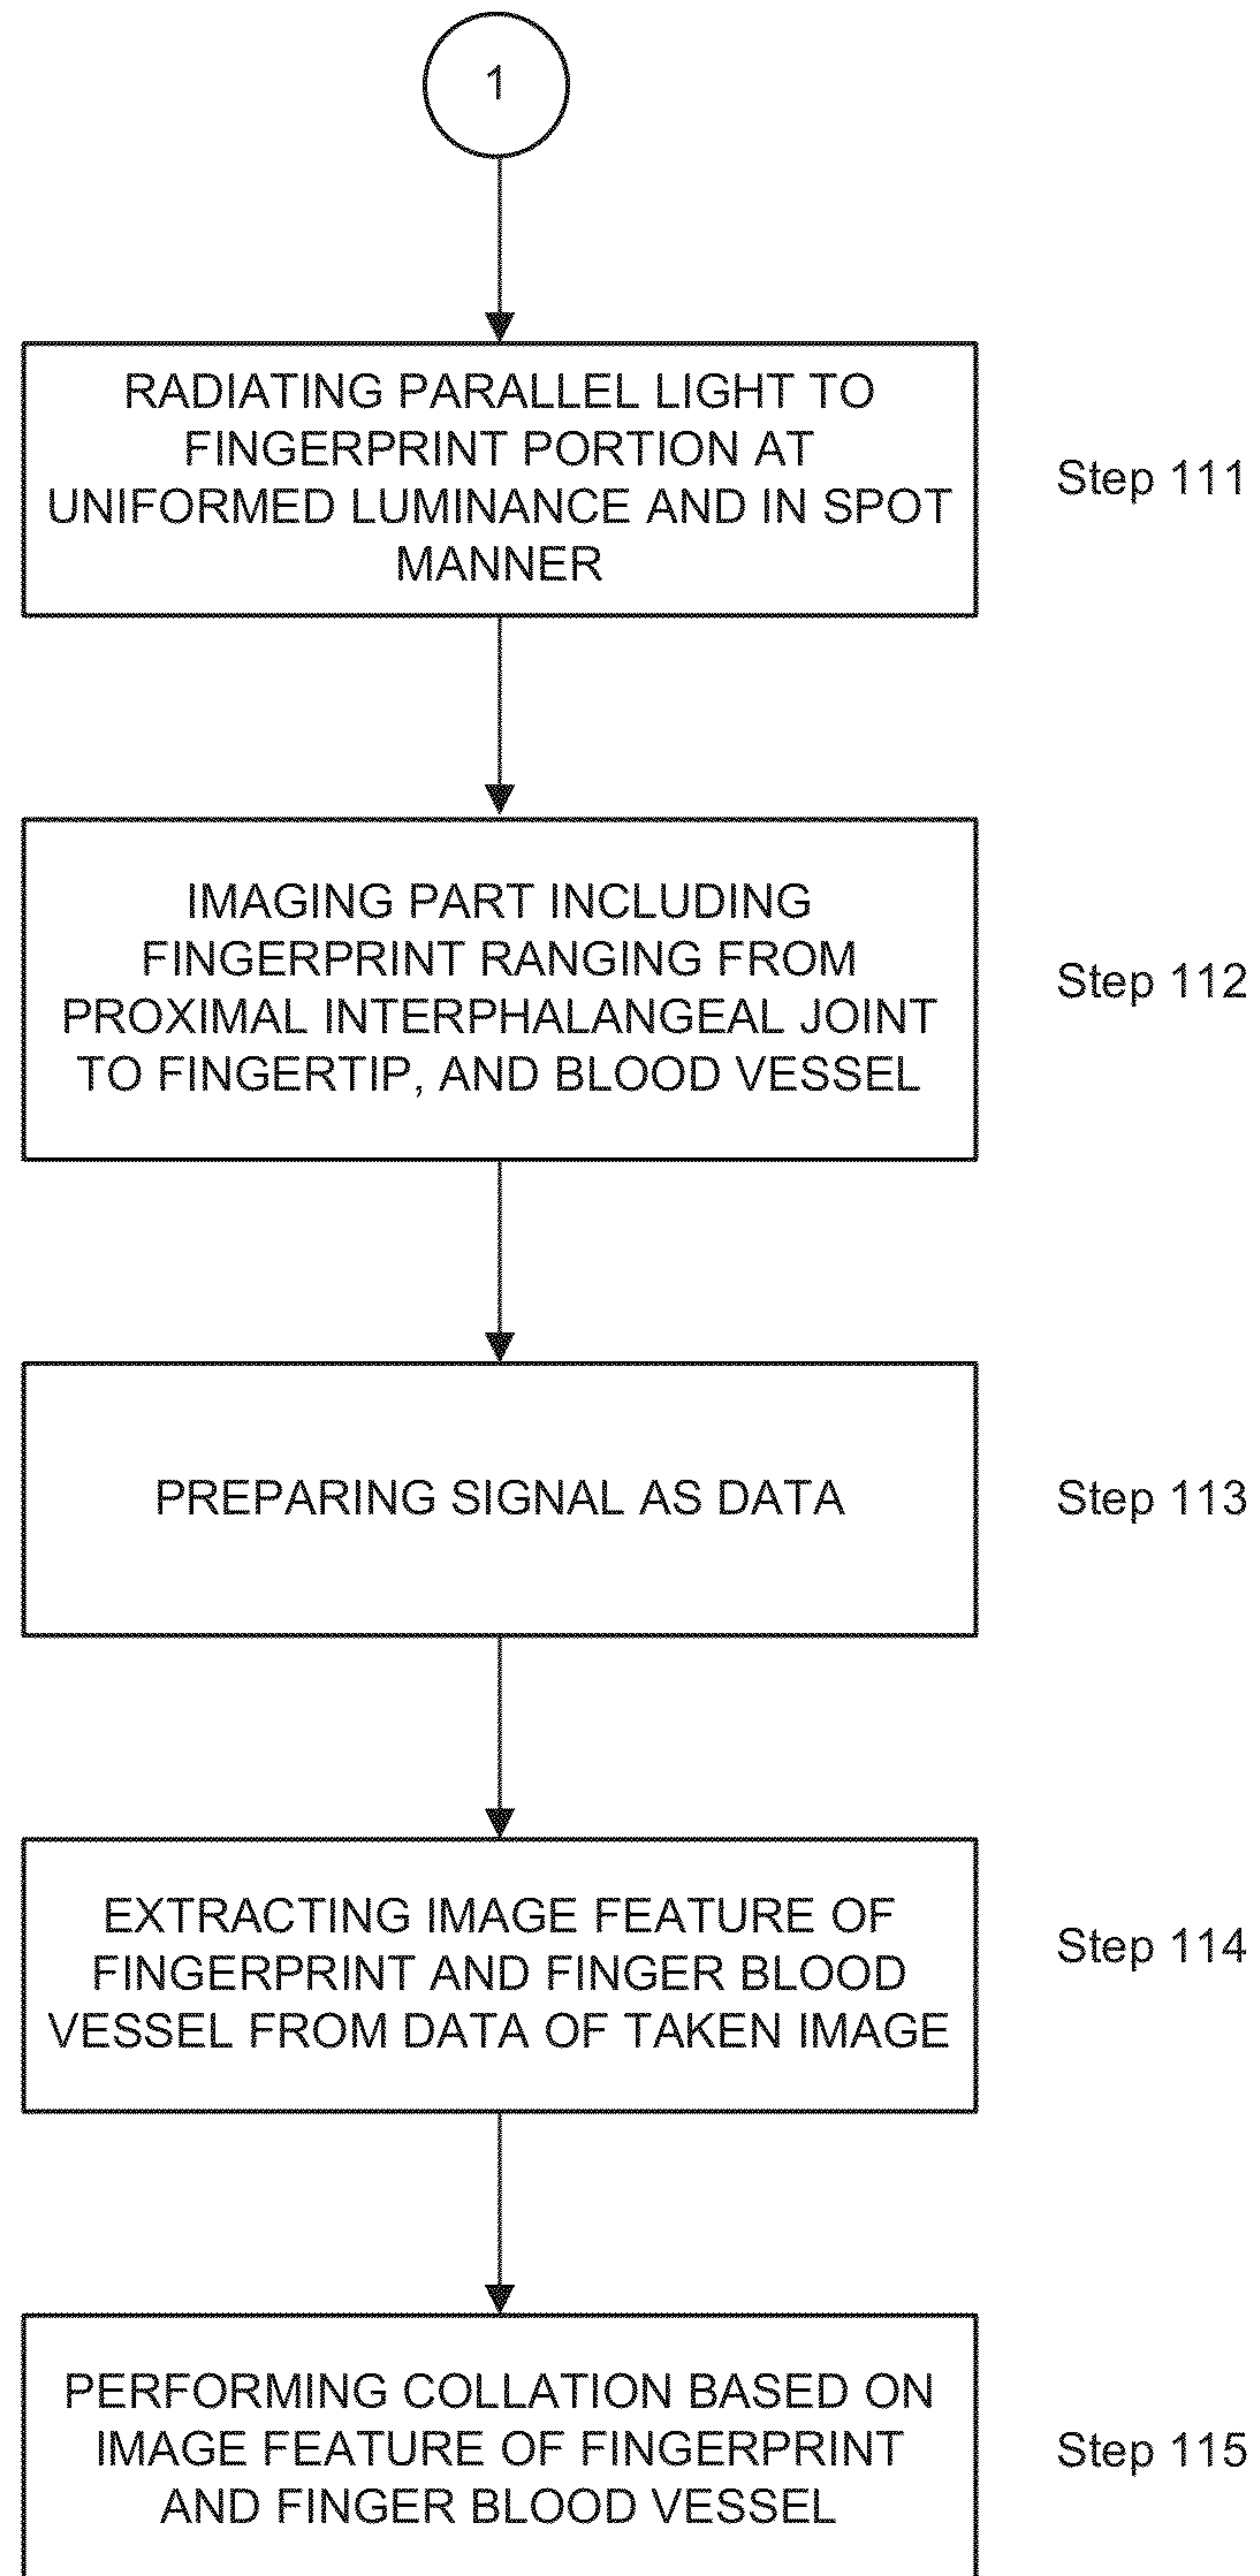 1
RADIATING PARALLEL LIGHT TO
FINGERPRINT PORTION AT
UNIFORMED LUMINANCE AND IN SPOT
MANNER
Step 111
IMAGING PART INCLUDING
FINGERPRINT RANGING FROM
PROXIMAL INTERPHALANGEAL JOINT
TO FINGERTIP, AND BLOOD VESSEL
Step 112
PREPARING SIGNAL AS DATA
Step 113
EXTRACTING IMAGE FEATURE OF
FINGERPRINT AND FINGER BLOOD
VESSEL FROM DATA OF TAKEN IMAGE
Step 114
PERFORMING COLLATION BASED ON
IMAGE FEATURE OF FINGERPRINT
AND FINGER BLOOD VESSEL
Step 115